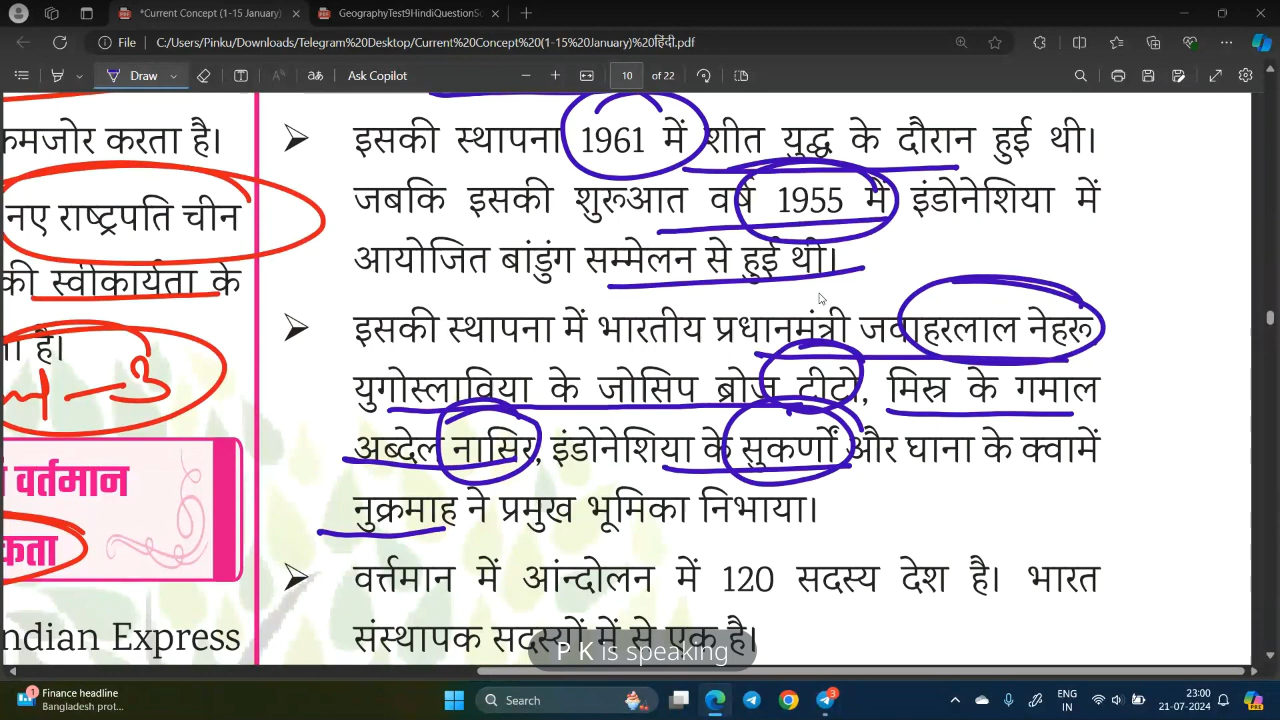 *Current Concept (1-15 January)
GeographyTest9HindiQuestionSo
File
C:/Users/Pinku/Downloads/Telegram%20Desktop/Current%20Concept%20(1-15%20January)%20हिंदी.pdf
Draw
Ask Copilot
10 of 22
कमजोर करता है।
नए राष्ट्रपति चीन
की स्वीकार्यता के
ता है।
वर्तमान
कता
ndian Express
➢ इसकी स्थापना 1961 में शीत युद्ध के दौरान हुई थी।
जबकि इसकी शुरुआत वर्ष 1955 में इंडोनेशिया में
आयोजित बांडुंग सम्मेलन से हुई थी।
➢ इसकी स्थापना में भारतीय प्रधानमंत्री जवाहरलाल नेहरू,
युगोस्लाविया के जोसिप ब्रोज टीटो, मिस्र के गमाल
अब्देल नासिर, इंडोनेशिया के सुकर्णों और घाना के क्वामें
नुक्रमाह ने प्रमुख भूमिका निभाया।
➢ वर्त्तमान में आंन्दोलन में 120 सदस्य देश है। भारत
संस्थापक सदस्यों में से एक है।
P K is speaking
1
Finance headline
Bangladesh prot...
Search
3
ENG
IN
23:00
21-07-2024